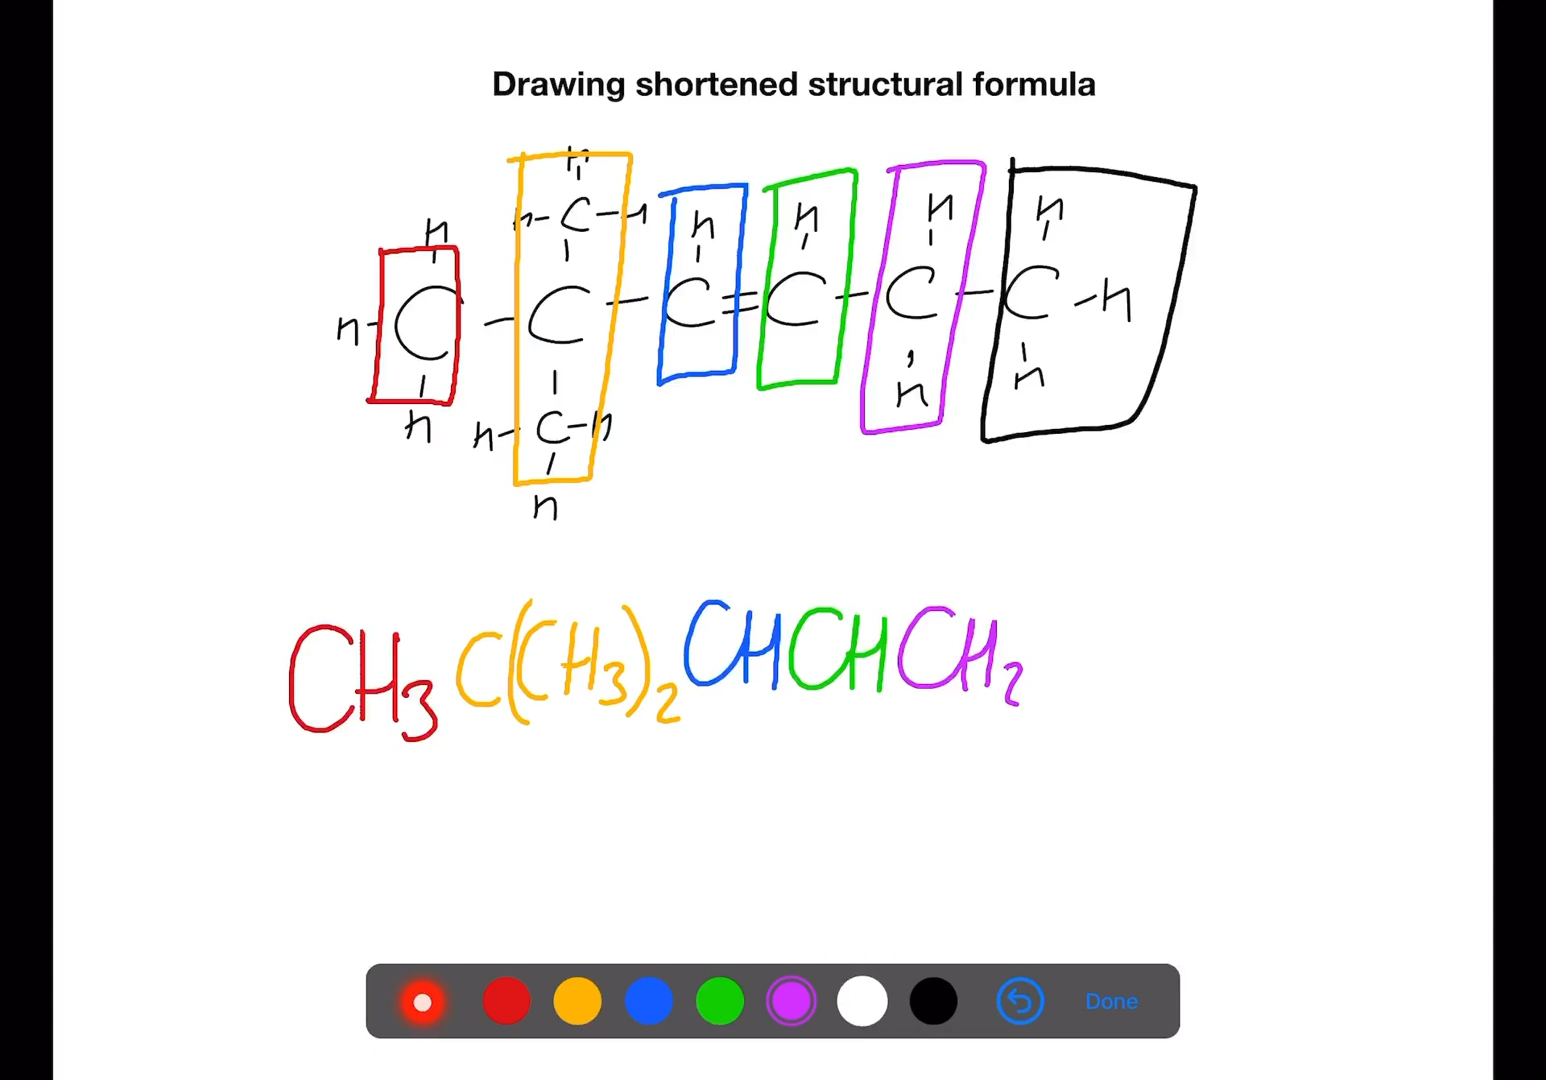 Drawing shortened structural formula
H
H-C-H
H H H H H
H-C-C-C=C-C-C-H
H H H
H-C-H
H
CH3C(CH3)2CHCHCH2
Done